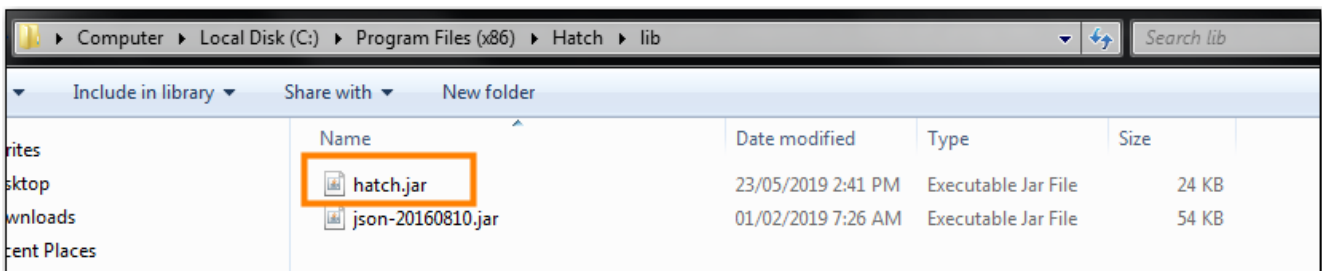 Computer ▸ Local Disk (C:) ▸ Program Files (x86) ▸ Hatch ▸ lib Search lib
Include in library Share with New folder
Name Date modified Type Size
rites
hatch.jar 23/05/2019 2:41 PM Executable Jar File 24 KB
sktop
json-20160810.jar 01/02/2019 7:26 AM Executable Jar File 54 KB
wnloads
cent Places